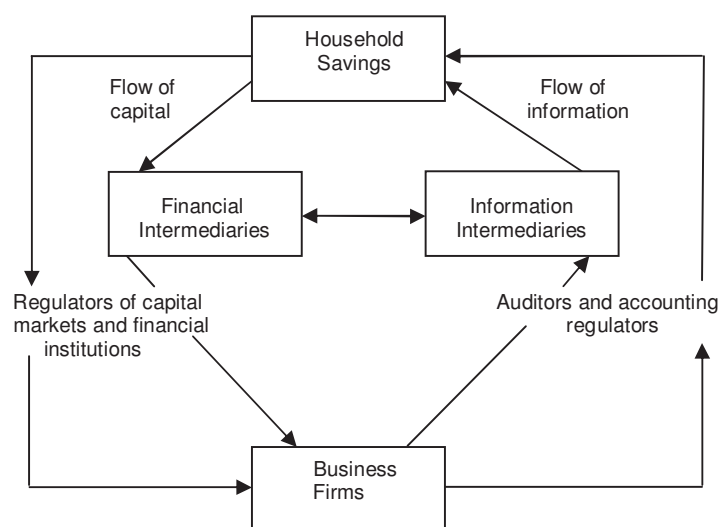 Household
Savings
Flow of
capital
Flow of
information
Financial
Intermediaries
Information
Intermediaries
Regulators of capital
markets and financial
institutions
Auditors and accounting
regulators
Business
Firms